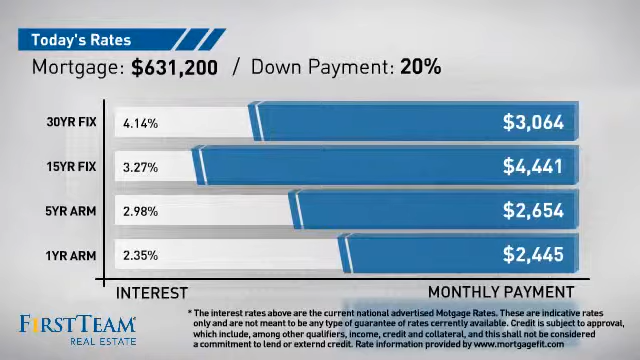 Today's Rates
Mortgage: $631,200 / Down Payment: 20%
30YR FIX 4.14% $3,064
15YR FIX 3.27% $4,441
5YR ARM 2.98% $2,654
1YR ARM 2.35% $2,445
INTEREST MONTHLY PAYMENT
FIRSTTEAM®
REAL ESTATE
* The interest rates above are the current national advertised Motgage Rates. These are indicative rates
only and are not meant to be any type of guarantee of rates cerrently available. Credit is subject to approval,
which include, among other qualifiers, income, credit and collateral, and this shall not be considered
a commitment to lend or externd credit. Rate information provided by www.mortgagefit.com